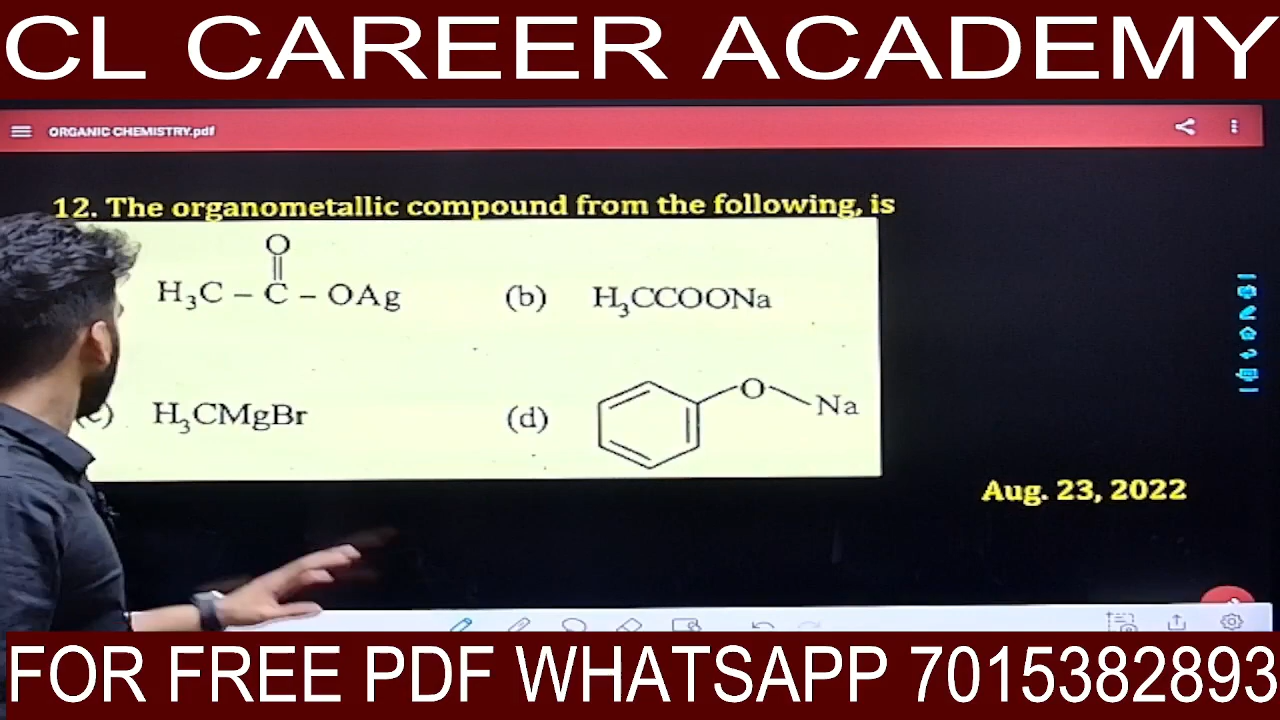 CL CAREER ACADEMY
ORGANIC CHEMISTRY.pdf
12. The organometallic compound from the following, is
O
H₃C – C – OAg (b) H₃CCOONa
(c) H₃CMgBr (d) O Na
Aug. 23, 2022
FOR FREE PDF WHATSAPP 7015382893